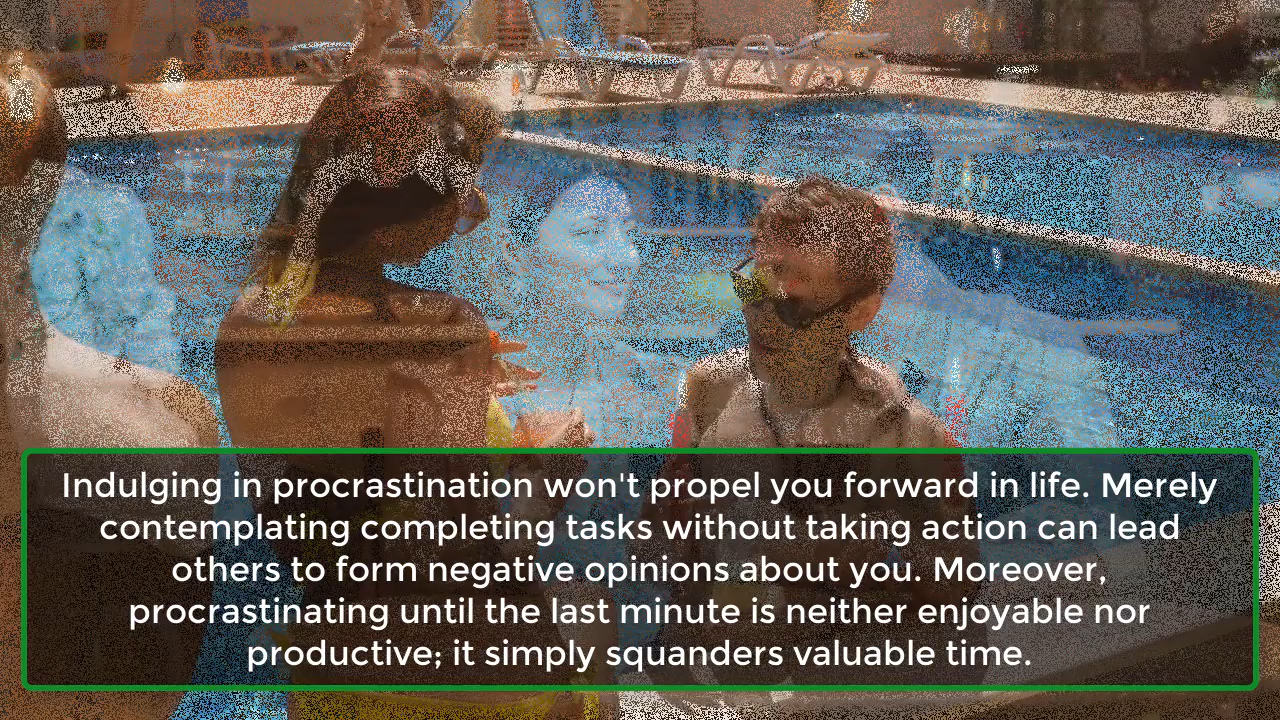 Indulging in procrastination won't propel you forward in life. Merely
contemplating completing tasks without taking action can lead
others to form negative opinions about you. Moreover,
procrastinating until the last minute is neither enjoyable nor
productive; it simply squanders valuable time.